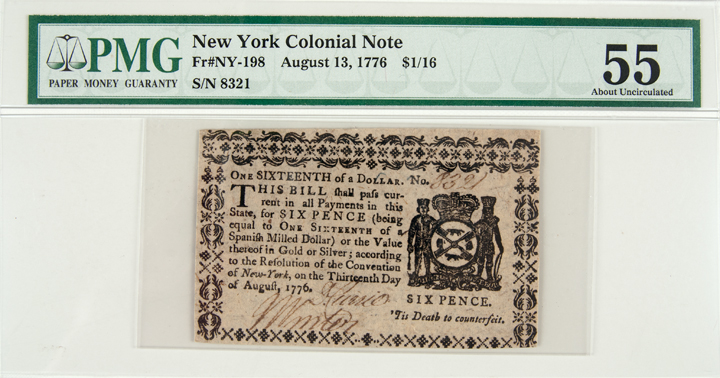 PMG
PAPER MONEY GUARANTY
New York Colonial Note
Fr#NY-198 August 13, 1776 $1/16
S/N 8321
55
About Uncirculated
ONE SIXTEENTH of a DOLLAR. No. 8321
THIS BILL shall pass cur-
rent in all Payments in this
State, for SIX PENCE (being
equal to ONE SIXTEENTH of a
Spanish Milled Dollar) or the Value
thereof in Gold or Silver; according
to the Resolution of the Convention
of New-York, on the Thirteenth Day
of August, 1776.
SIX PENCE.
'Tis Death to counterfeit.